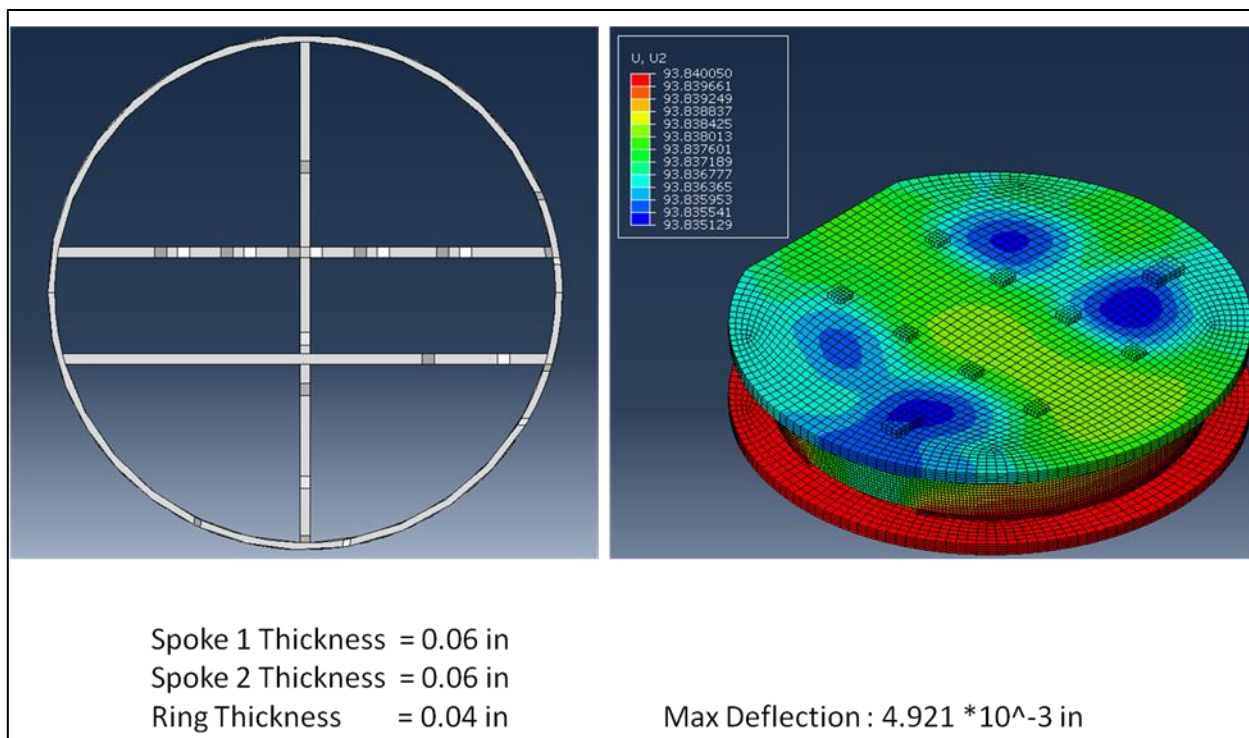 U, U2
93.840050
93.839661
93.839249
93.838837
93.838425
93.838013
93.837601
93.837189
93.836777
93.836365
93.835953
93.835541
93.835129
Spoke 1 Thickness = 0.06 in
Spoke 2 Thickness = 0.06 in
Ring Thickness = 0.04 in
Max Deflection : 4.921 *10^-3 in